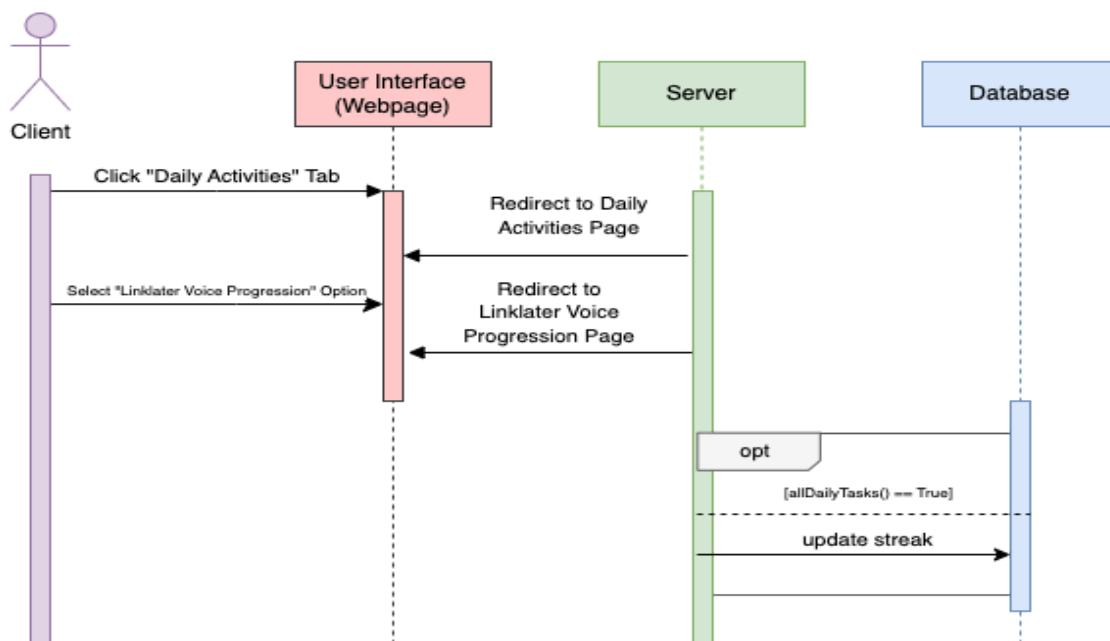 Client
User Interface
(Webpage)
Server
Database
Click "Daily Activities" Tab
Redirect to Daily
Activities Page
Select "Linklater Voice Progression" Option
Redirect to
Linklater Voice
Progression Page
opt
[allDailyTasks() == True]
update streak